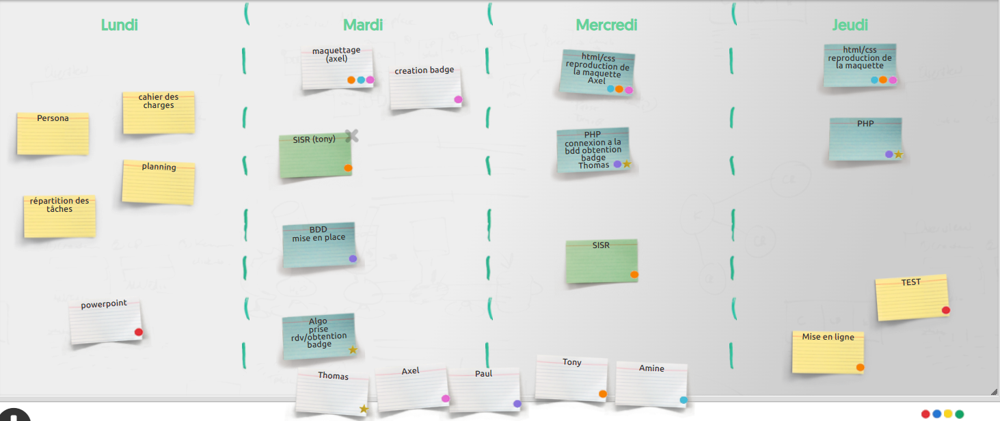 Lundi
Persona
cahier des
charges
planning
répartition des
tâches
powerpoint
Mardi
maquettage
(axel)
creation badge
SISR (tony)
BDD
mise en place
Algo
prise
rdv/obtention
badge
Mercredi
html/css
reproduction de
la maquette
Axel
PHP
connexion a la
bdd obtention
badge
Thomas
SISR
Jeudi
html/css
reproduction de
la maquette
PHP
TEST
Mise en ligne
Thomas
Axel
Paul
Tony
Amine